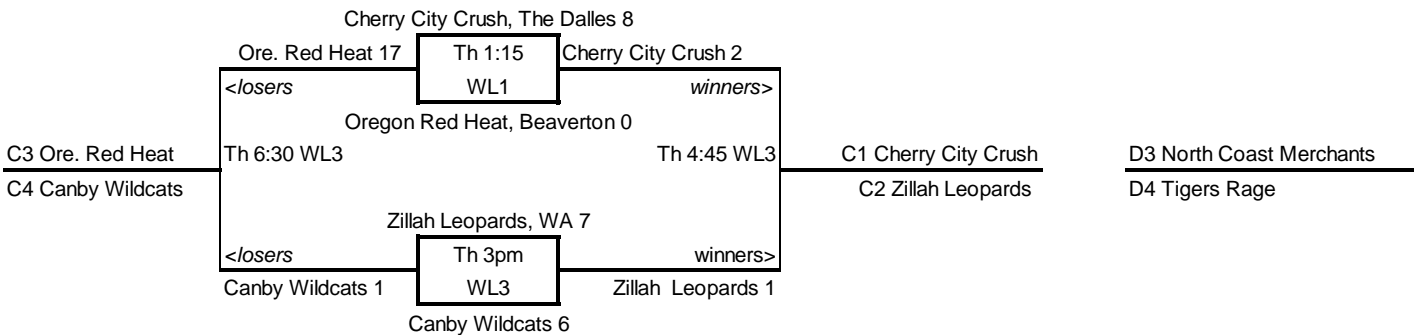 Cherry City Crush, The Dalles 8
Ore. Red Heat 17 Th 1:15 Cherry City Crush 2
<losers WL1 winners>
Oregon Red Heat, Beaverton 0
C3 Ore. Red Heat Th 6:30 WL3 Th 4:45 WL3 C1 Cherry City Crush D3 North Coast Merchants
C4 Canby Wildcats C2 Zillah Leopards D4 Tigers Rage
Zillah Leopards, WA 7
<losers Th 3pm winners>
Canby Wildcats 1 WL3 Zillah Leopards 1
Canby Wildcats 6